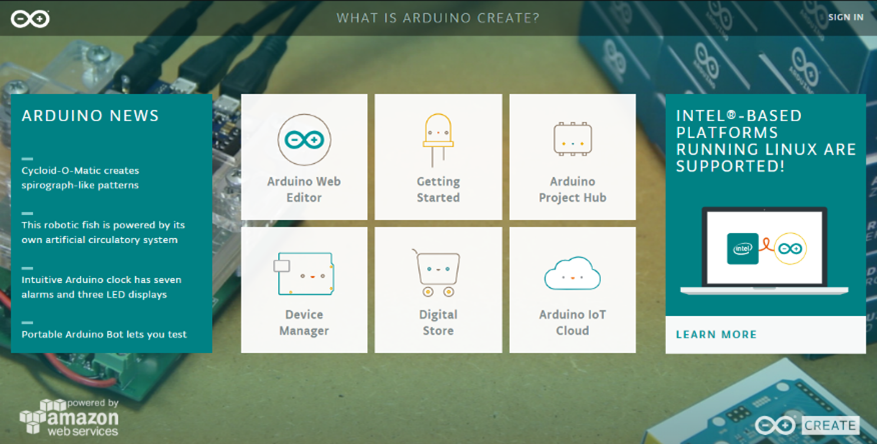 WHAT IS ARDUINO CREATE?
SIGN IN
ARDUINO NEWS
Cycloid-O-Matic creates
spirograph-like patterns
This robotic fish is powered by its
own artificial circulatory system
Intuitive Arduino clock has seven
alarms and three LED displays
Portable Arduino Bot lets you test
Arduino Web
Editor
Getting
Started
Arduino
Project Hub
Device
Manager
Digital
Store
Arduino IoT
Cloud
INTEL®-BASED
PLATFORMS
RUNNING LINUX ARE
SUPPORTED!
intel
LEARN MORE
powered by
amazon
web services
CREATE